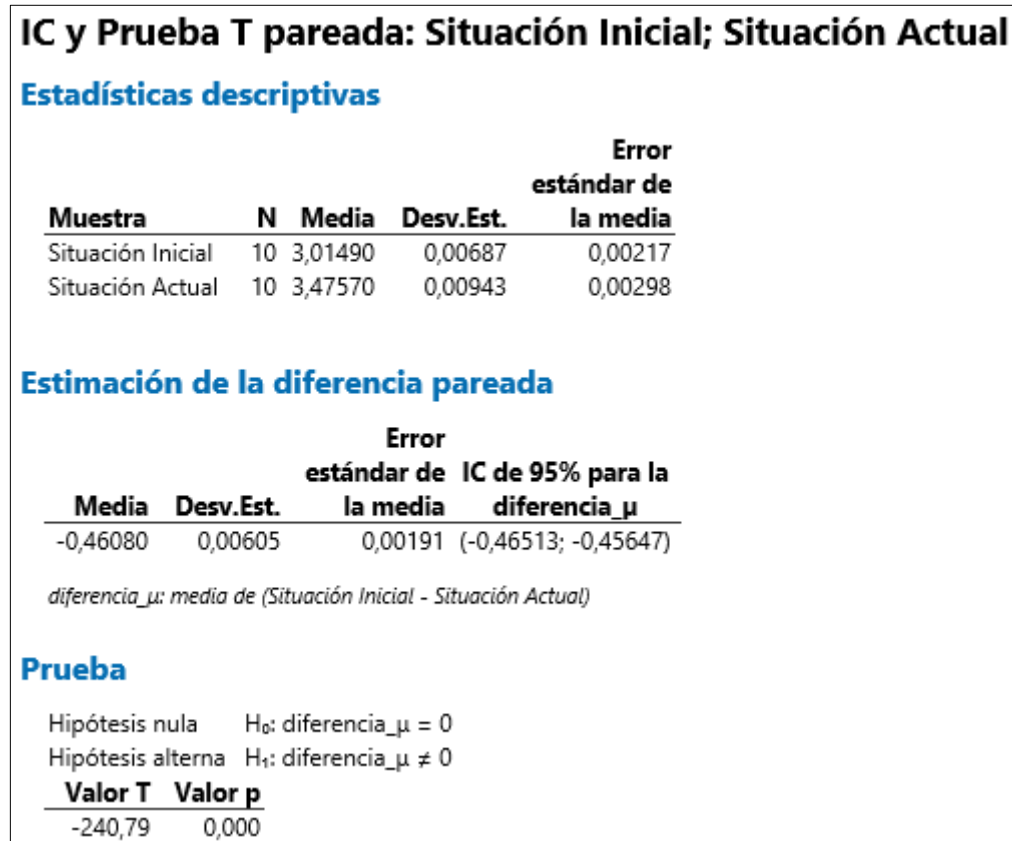 IC y Prueba T pareada: Situación Inicial; Situación Actual
Estadísticas descriptivas
Error
estándar de
Muestra N Media Desv.Est. la media
Situación Inicial 10 3,01490 0,00687 0,00217
Situación Actual 10 3,47570 0,00943 0,00298
Estimación de la diferencia pareada
Error
estándar de IC de 95% para la
Media Desv.Est. la media diferencia_µ
-0,46080 0,00605 0,00191 (-0,46513; -0,45647)
diferencia_µ: media de (Situación Inicial - Situación Actual)
Prueba
Hipótesis nula H₀: diferencia_µ = 0
Hipótesis alterna H₁: diferencia_µ ≠ 0
Valor T Valor p
-240,79 0,000